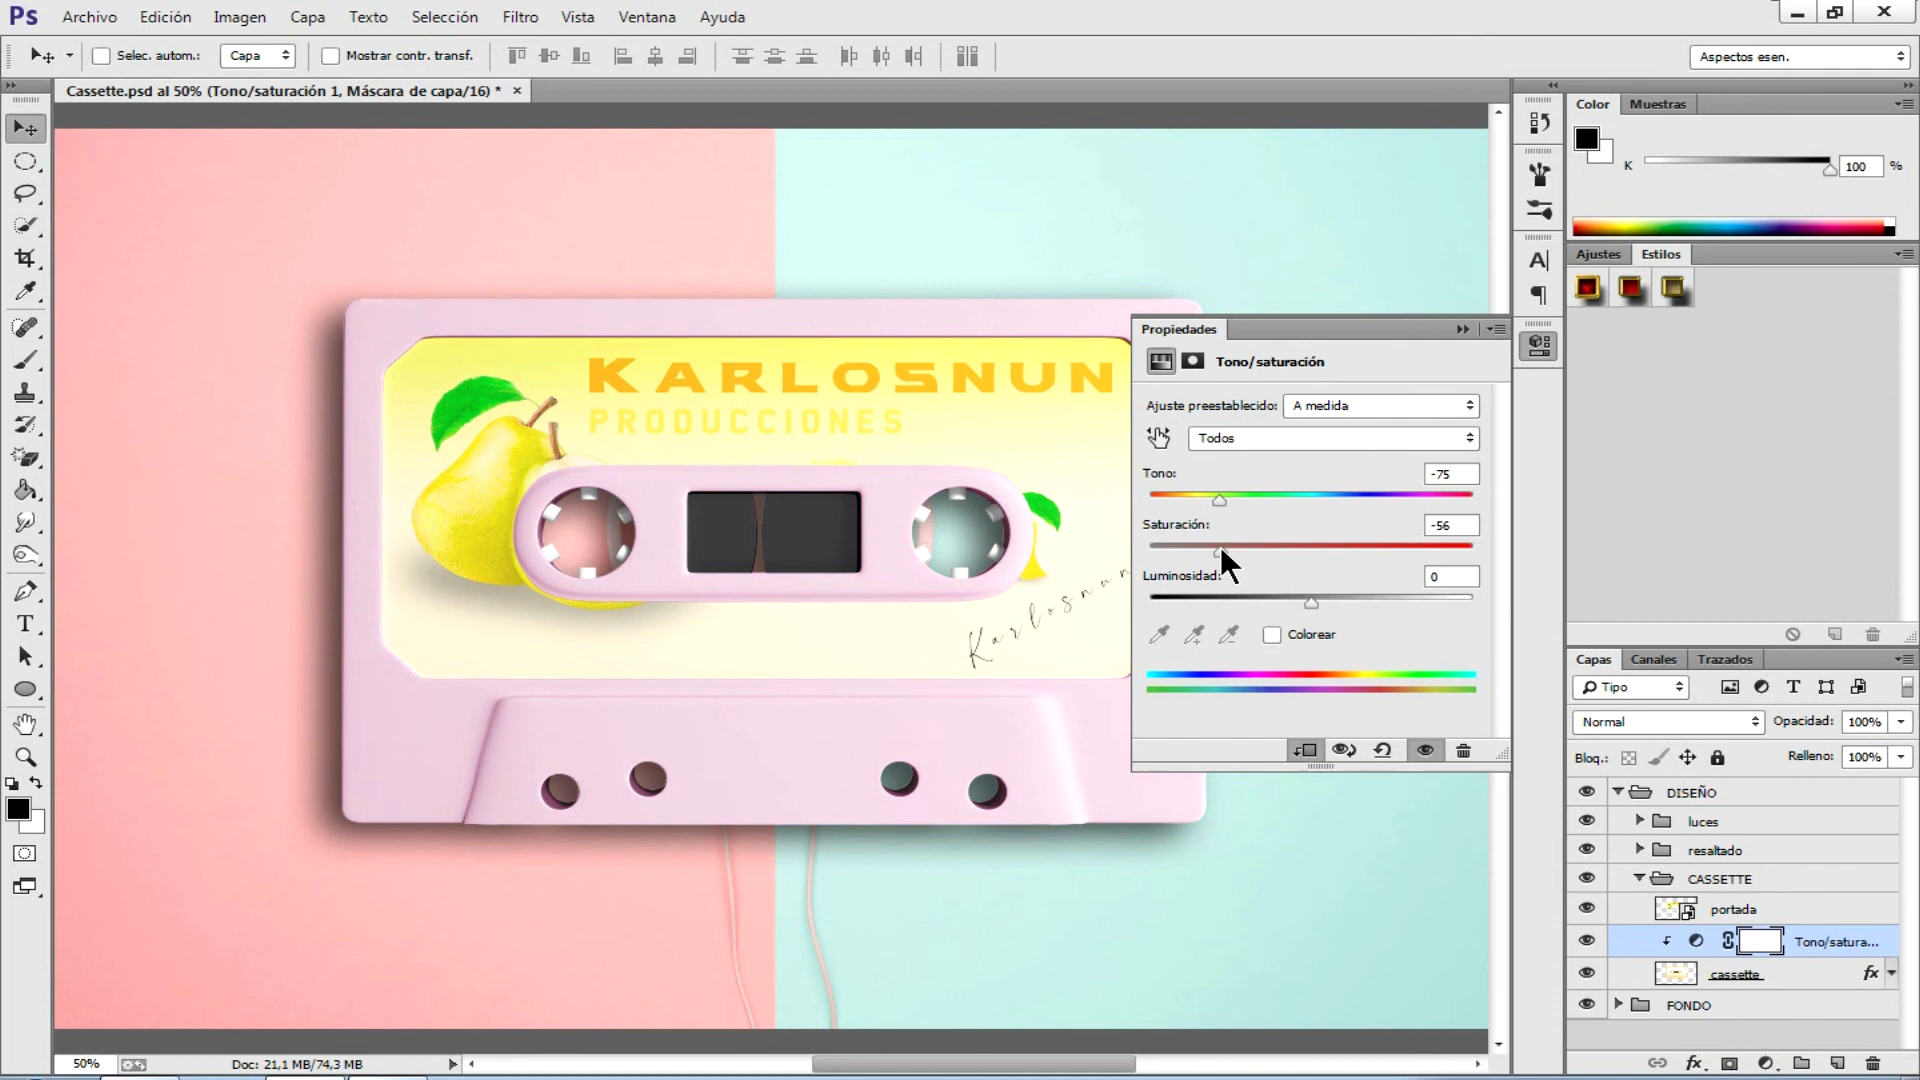 Ps Archivo Edición Imagen Capa Texto Selección Filtro Vista Ventana Ayuda
Selec. autom.: Capa Mostrar contr. transf. Aspectos esen.
Cassette.psd al 50% (Tono/saturación 1, Máscara de capa/16) * ×
Color Muestras
K 100 %
Ajustes Estilos
KARLOSNUN
PRODUCCIONES
Karlosnun
Propiedades
Tono/saturación
Ajuste preestablecido: A medida
Todos
Tono: -75
Saturación: -56
Luminosidad: 0
Colorear
Capas Canales Trazados
Tipo
Normal Opacidad: 100%
Bloq.: Relleno: 100%
DISEÑO
luces
resaltado
CASSETTE
portada
Tono/satura...
cassette fx
FONDO
50% Doc: 21,1 MB/74,3 MB